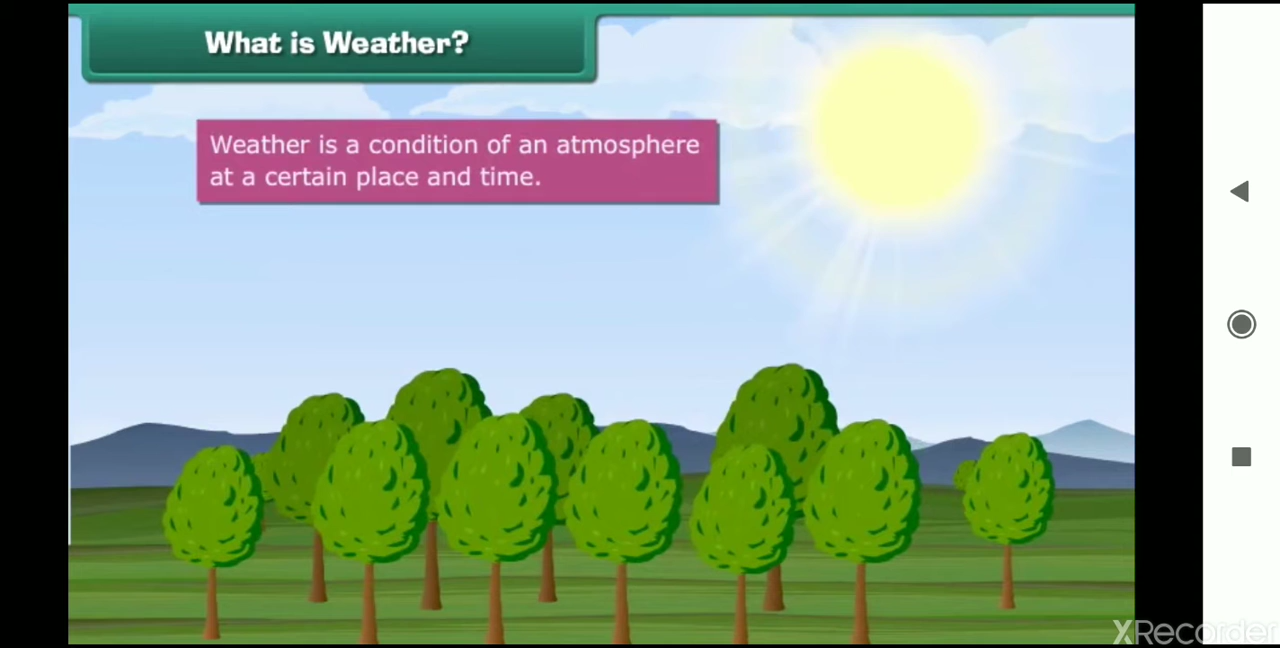 What is Weather?
Weather is a condition of an atmosphere
at a certain place and time.
XRecorder